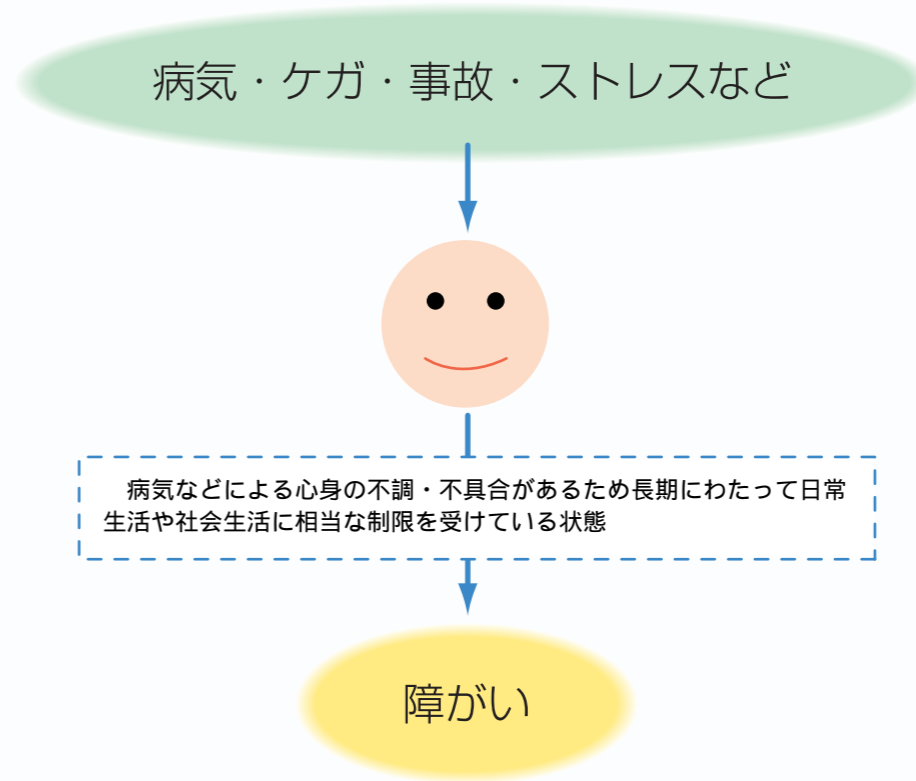 病気・ケガ・事故・ストレスなど
　病気などによる心身の不調・不具合があるため長期にわたって日常
生活や社会生活に相当な制限を受けている状態
障がい